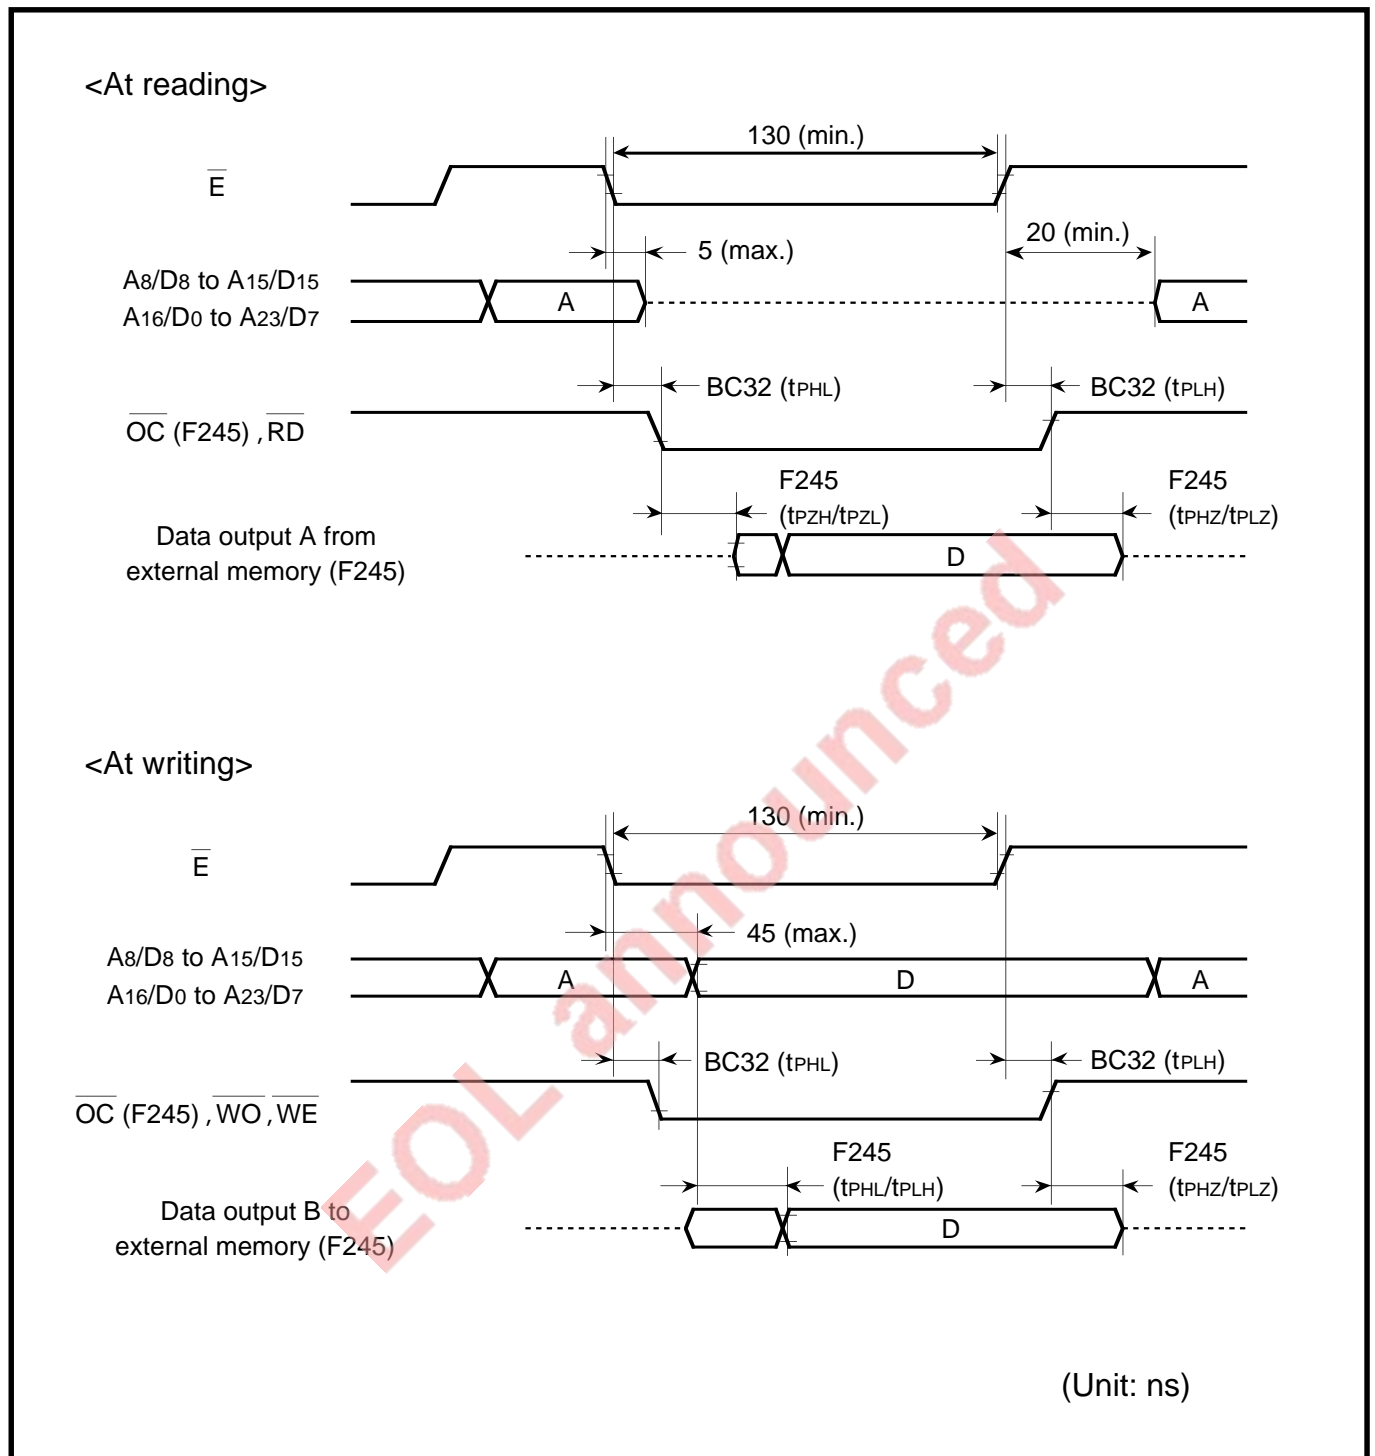 <At reading>
130 (min.)
E
5 (max.)
20 (min.)
A8/D8 to A15/D15
A16/D0 to A23/D7
A
A
BC32 (tPHL)
BC32 (tPLH)
OC (F245) , RD
F245
(tPZH/tPZL)
F245
(tPHZ/tPLZ)
Data output A from
external memory (F245)
D
EOL announced
<At writing>
130 (min.)
E
45 (max.)
A8/D8 to A15/D15
A16/D0 to A23/D7
A
D
A
BC32 (tPHL)
BC32 (tPLH)
OC (F245) , WO , WE
F245
(tPHL/tPLH)
F245
(tPHZ/tPLZ)
Data output B to
external memory (F245)
D
(Unit: ns)